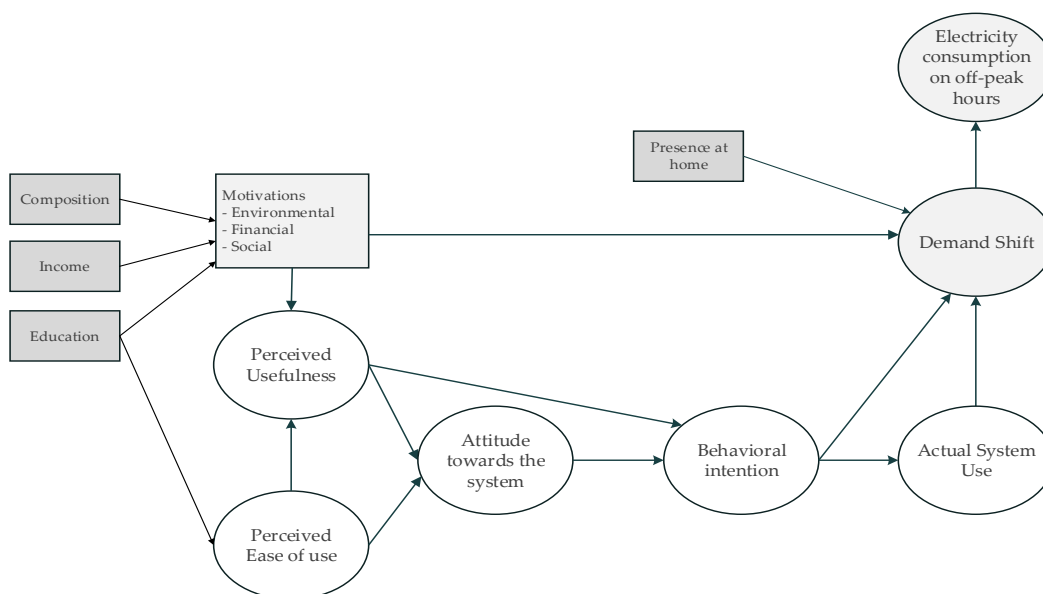 Electricity
consumption
on off-peak
hours
Presence at
home
Composition
Motivations
- Environmental
- Financial
- Social
Income
Demand Shift
Education
Perceived
Usefulness
Attitude
towards the
system
Behavioral
intention
Actual System
Use
Perceived
Ease of use